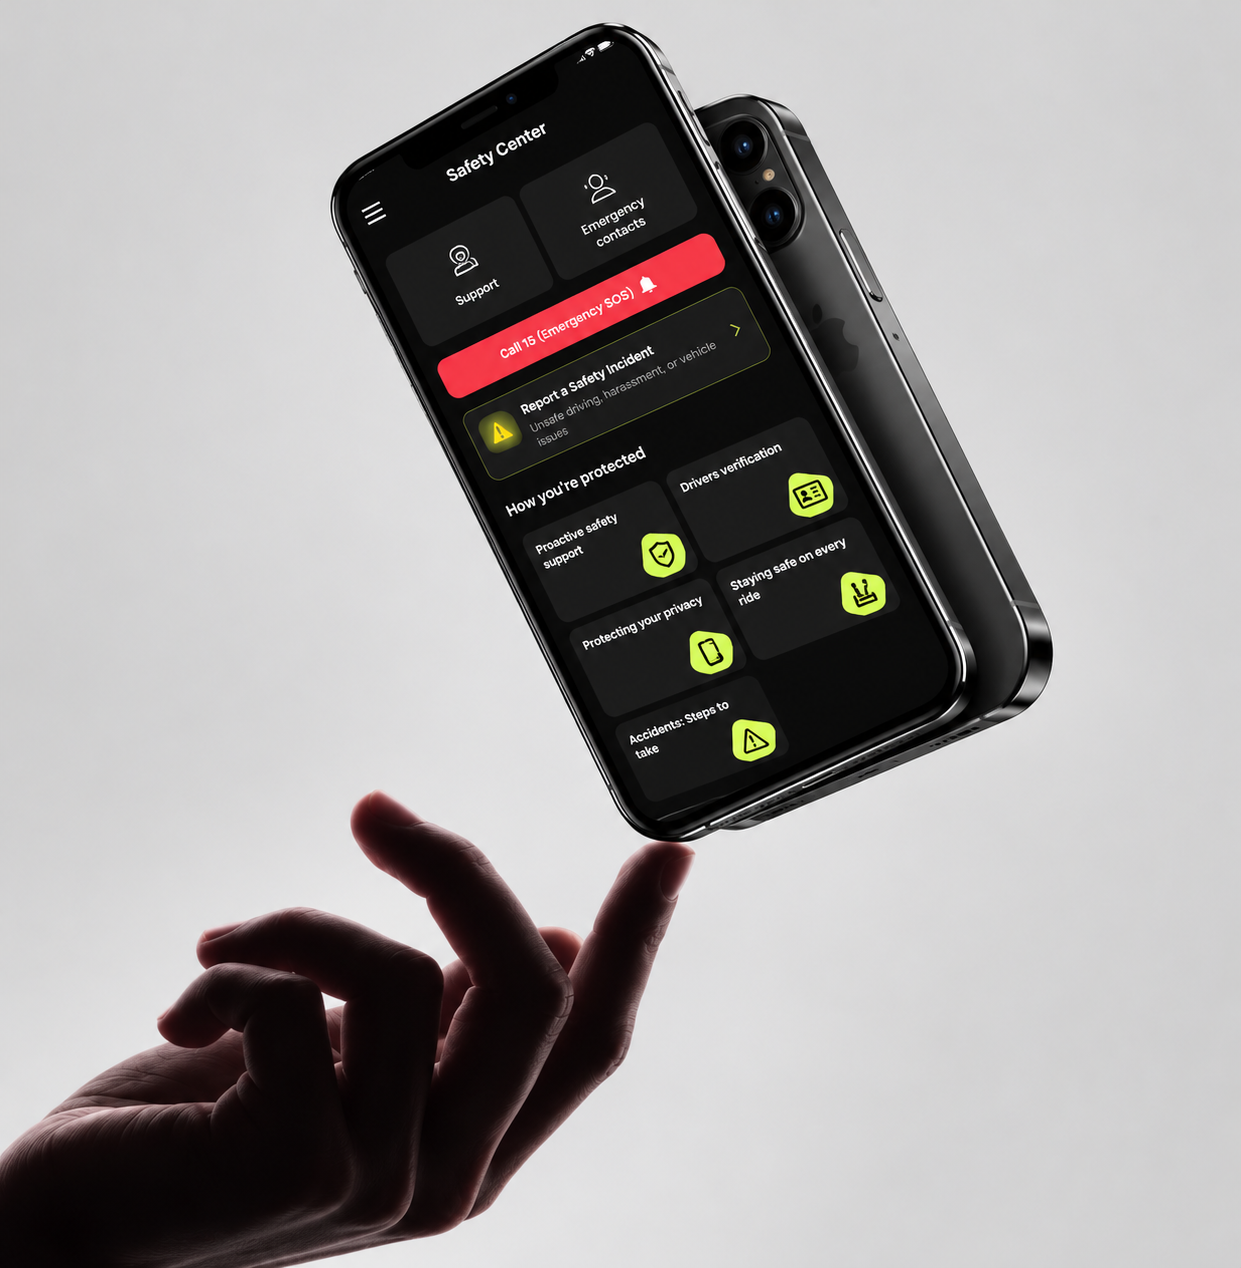 Safety Center
Support
Emergency
contacts
Call 15 (Emergency SOS)
Report a Safety Incident
Unsafe driving, harassment, or vehicle
issues
How you're protected
Proactive safety
support
Drivers verification
Protecting your privacy
Staying safe on every
ride
Accidents: Steps to
take